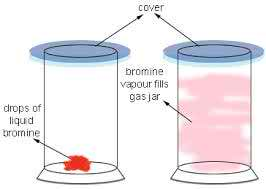 cover
bromine
vapour fills
gas jar
drops of
liquid
bromine